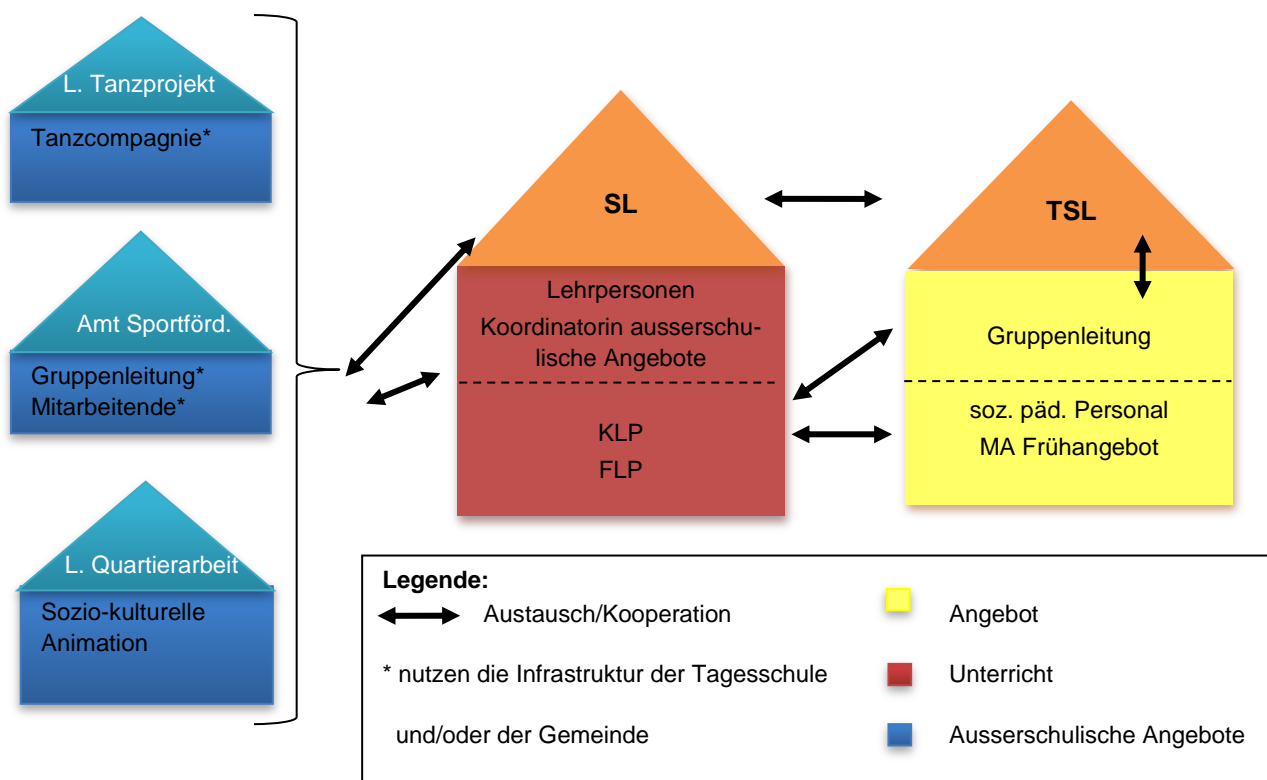 L. Tanzprojekt
Tanzcompagnie*
Amt Sportförd.
Gruppenleitung*
Mitarbeitende*
L. Quartierarbeit
Sozio-kulturelle
Animation
SL
Lehrpersonen
Koordinatorin ausserschu-
lische Angebote
KLP
FLP
TSL
Gruppenleitung
soz. päd. Personal
MA Frühangebot
Legende:
Austausch/Kooperation
* nutzen die Infrastruktur der Tagesschule
und/oder der Gemeinde
Angebot
Unterricht
Ausserschulische Angebote